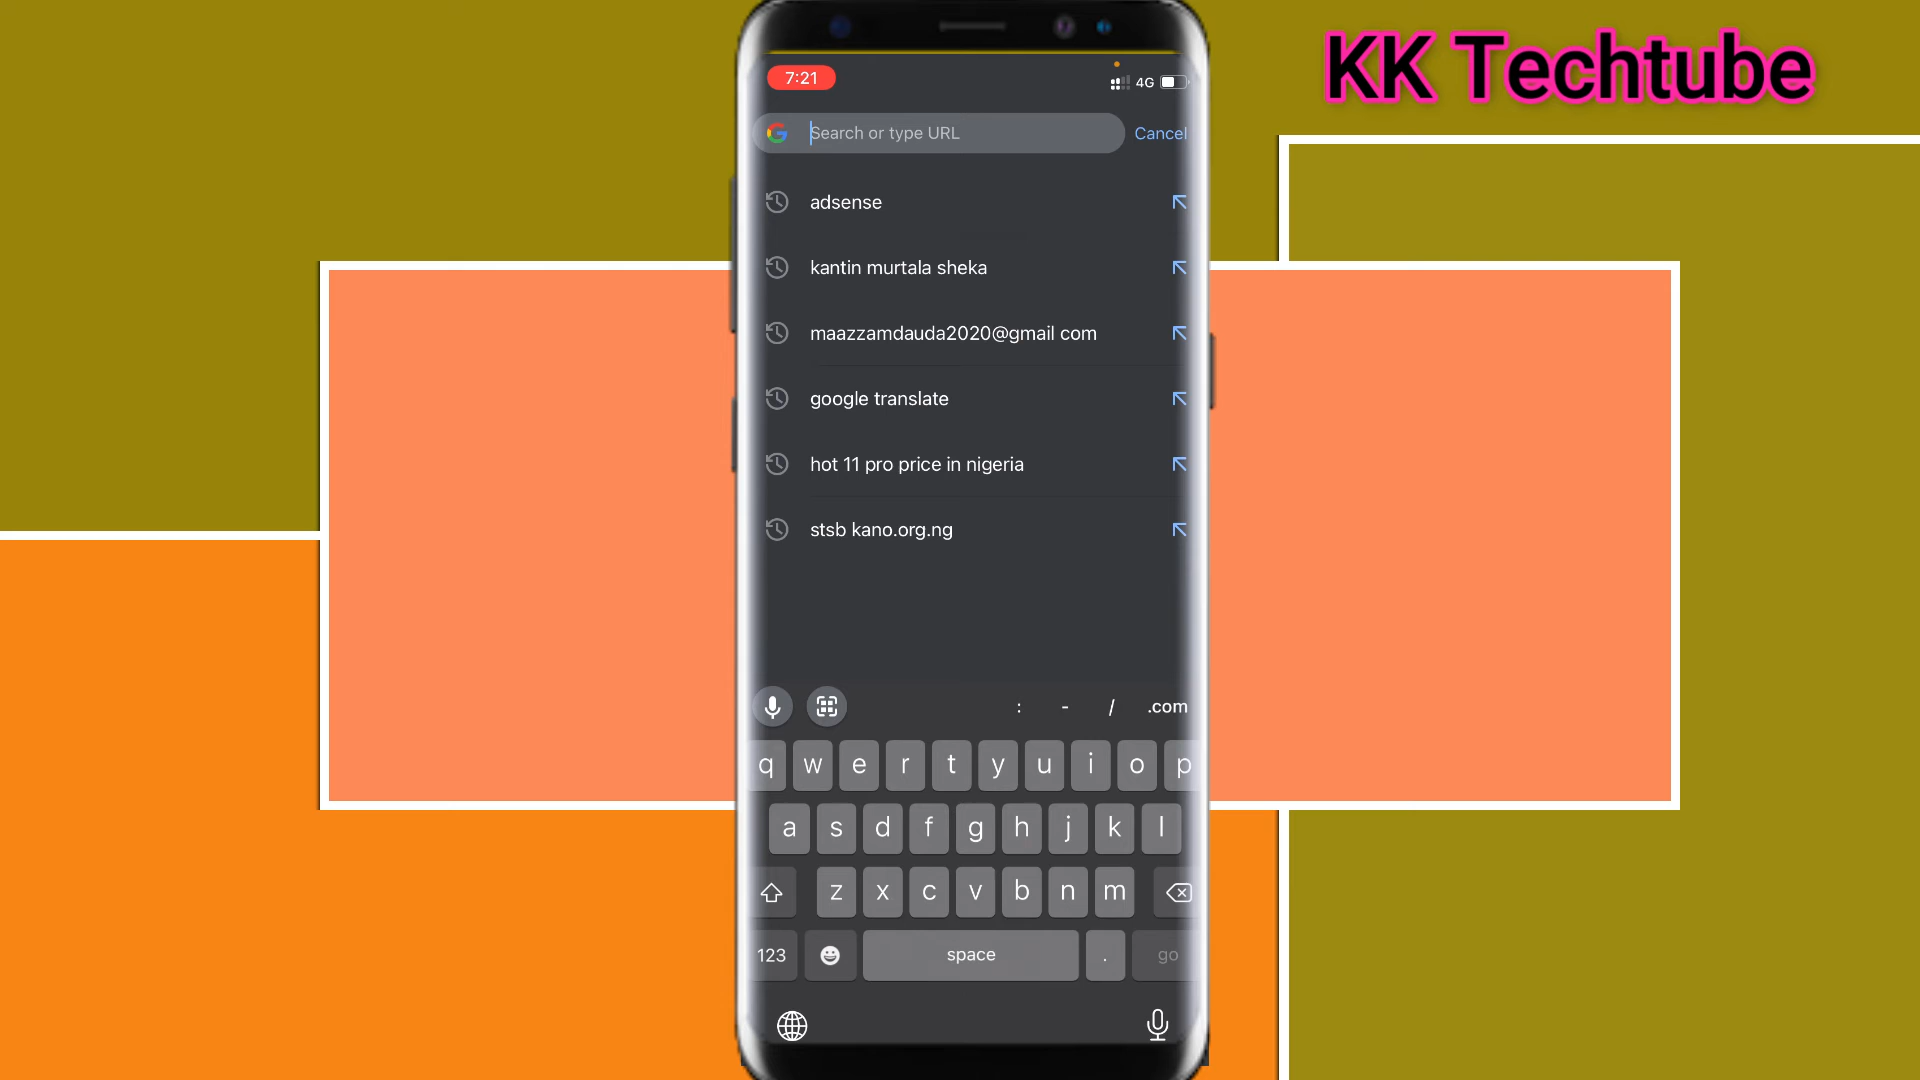 KK Techtube
7:21
4G
Search or type URL
Cancel
adsense
kantin murtala sheka
maazzamdauda2020@gmail com
google translate
hot 11 pro price in nigeria
stsb kano.org.ng
: - / .com
q w e r t y u i o p
a s d f g h j k l
z x c v b n m
123 space . go